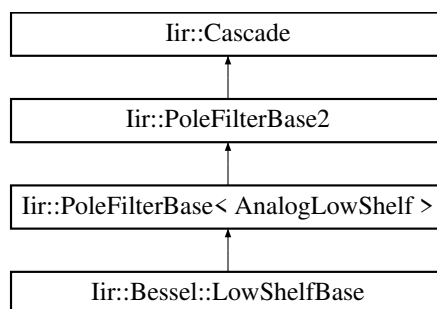 Iir::Cascade
Iir::PoleFilterBase2
Iir::PoleFilterBase< AnalogLowShelf >
Iir::Bessel::LowShelfBase